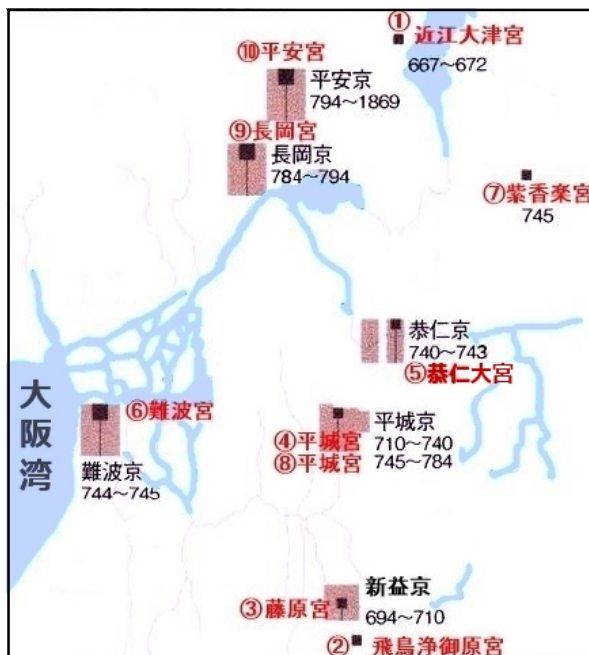 ①
近江大津宮
667～672
⑩平安宮
平安京
794～1869
⑨長岡宮
長岡京
784～794
⑦紫香楽宮
745
恭仁京
740～743
⑤恭仁大宮
大阪湾
⑥難波宮
難波京
744～745
平城京
④平城宮
710～740
⑧平城宮
745～784
新益京
③藤原宮
694～710
②飛鳥浄御原宮